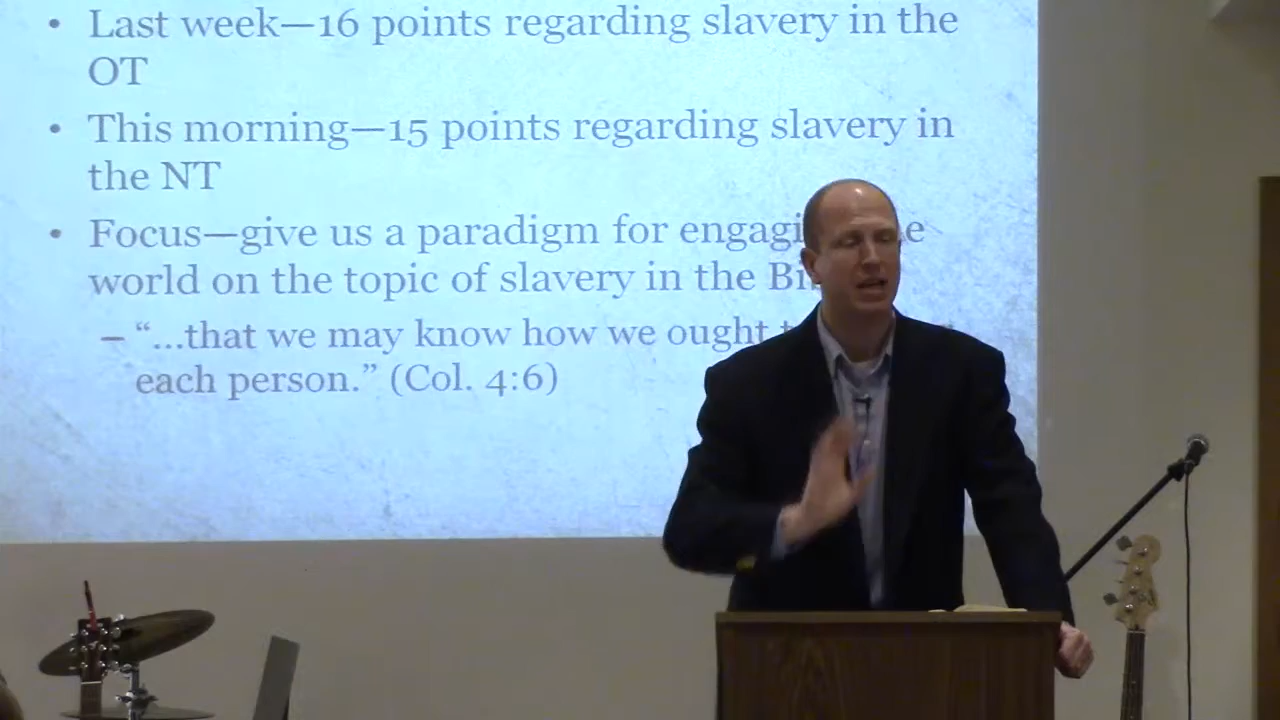 • Last week—16 points regarding slavery in the
OT
• This morning—15 points regarding slavery in
the NT
• Focus—give us a paradigm for engagi e
world on the topic of slavery in the Bi
– “...that we may know how we ought
each person.” (Col. 4:6)